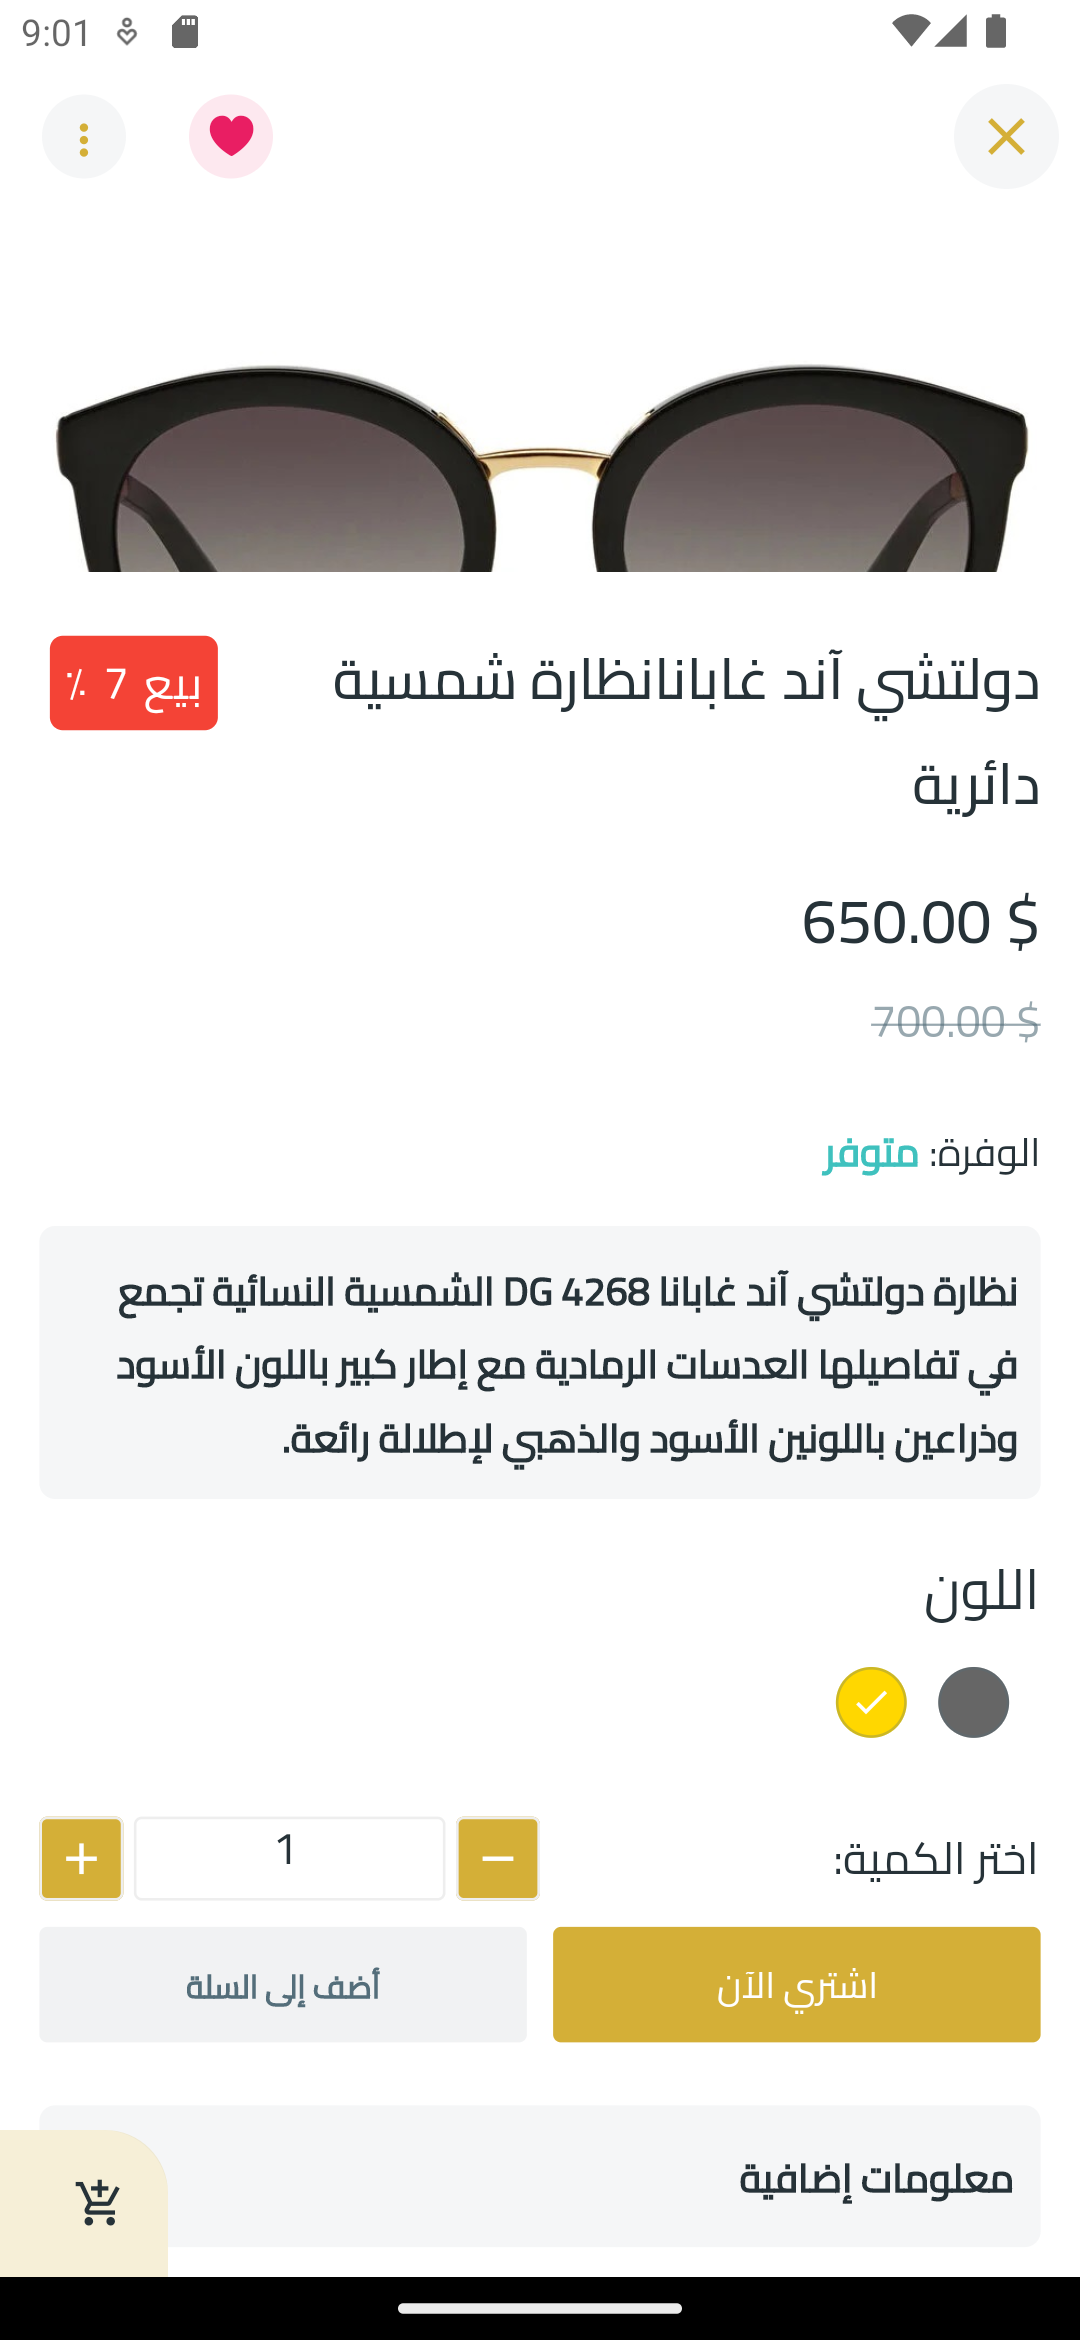 9:01
دولتشي آند غابانانظارة شمسية
دائرية
بيع 7 ٪
650.00 $
700.00 $
الوفرة: متوفر
نظارة دولتشي آند غابانا DG 4268 الشمسية النسائية تجمع
في تفاصيلها العدسات الرمادية مع إطار كبير باللون الأسود
وذراعين باللونين الأسود والذهبي لإطلالة رائعة.
اللون
اختر الكمية:
1
اشتري الآن
أضف إلى السلة
معلومات إضافية